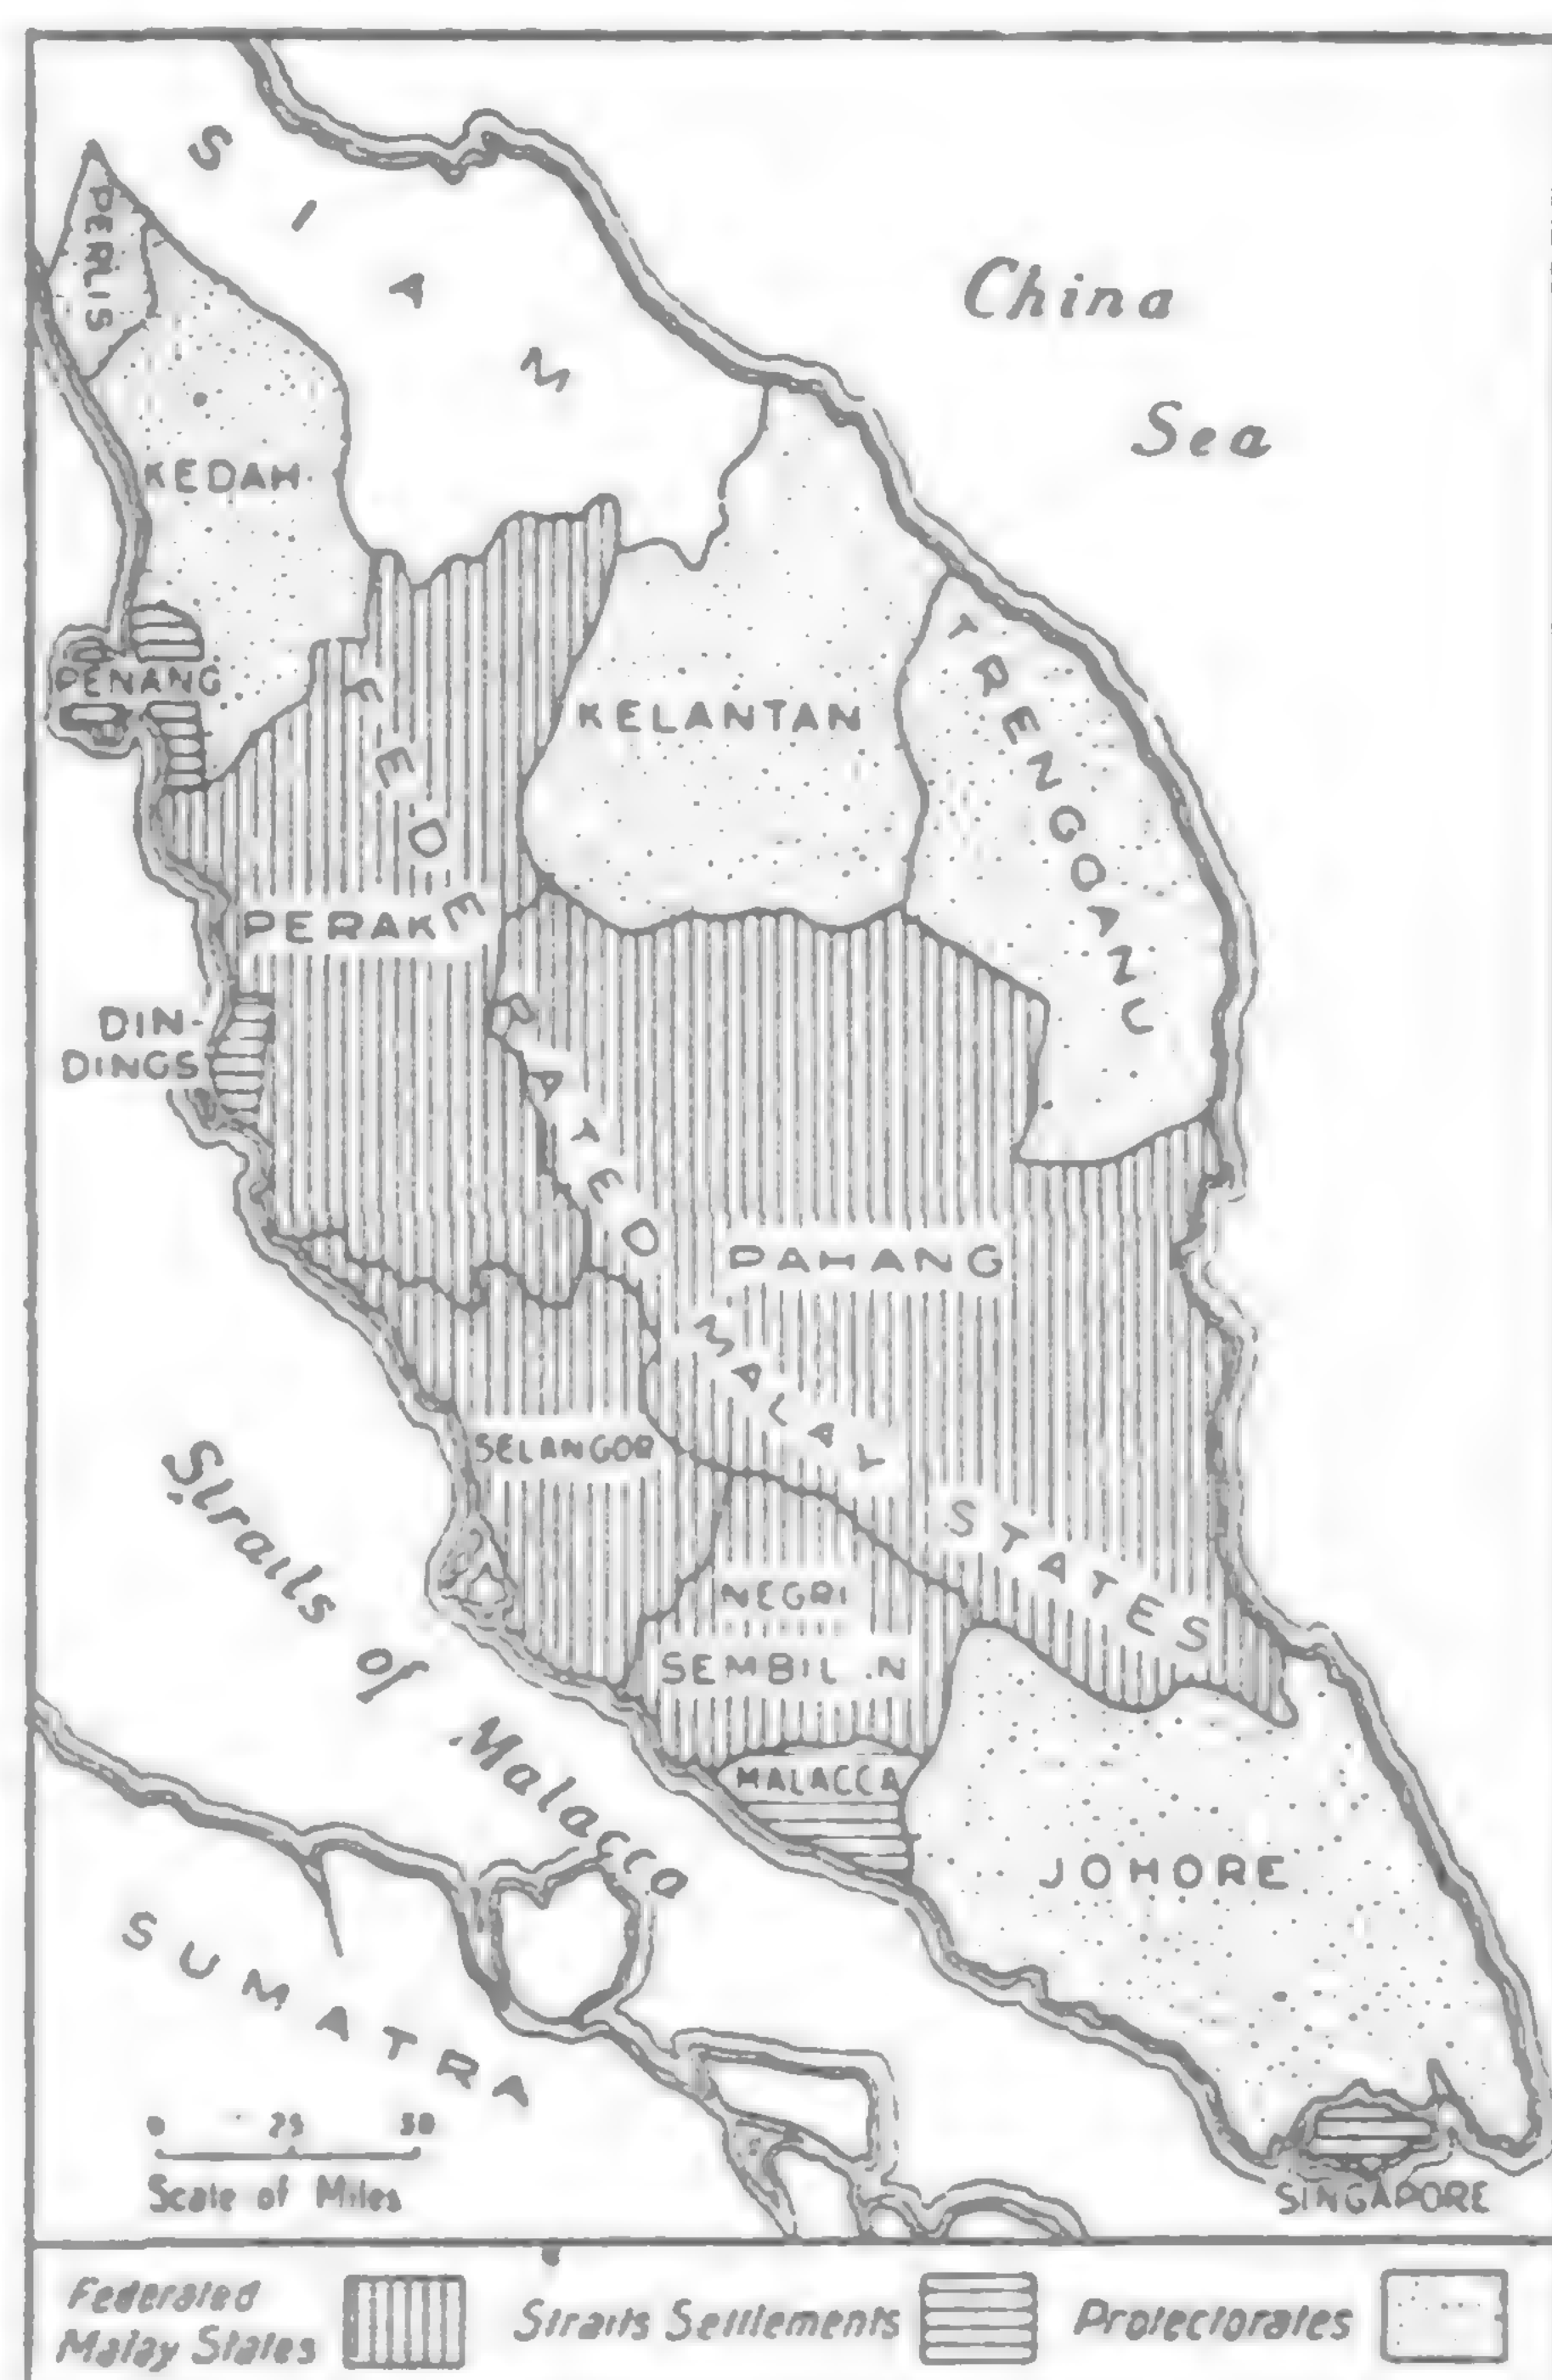 SIAM
China
Sea
PERLIS
KEDAH
PENANG
KELANTAN
TRENGGANU
PERAK
FEDERATED MALAY STATES
DIN-
DINGS
PAHANG
SELANGOR
NEGRI
SEMBIL.N
Straits of Malacca
MALACCA
JOHORE
SUMATRA
0 25 50
Scale of Miles
SINGAPORE
Federated
Malay States
Straits Settlements
Protectorates